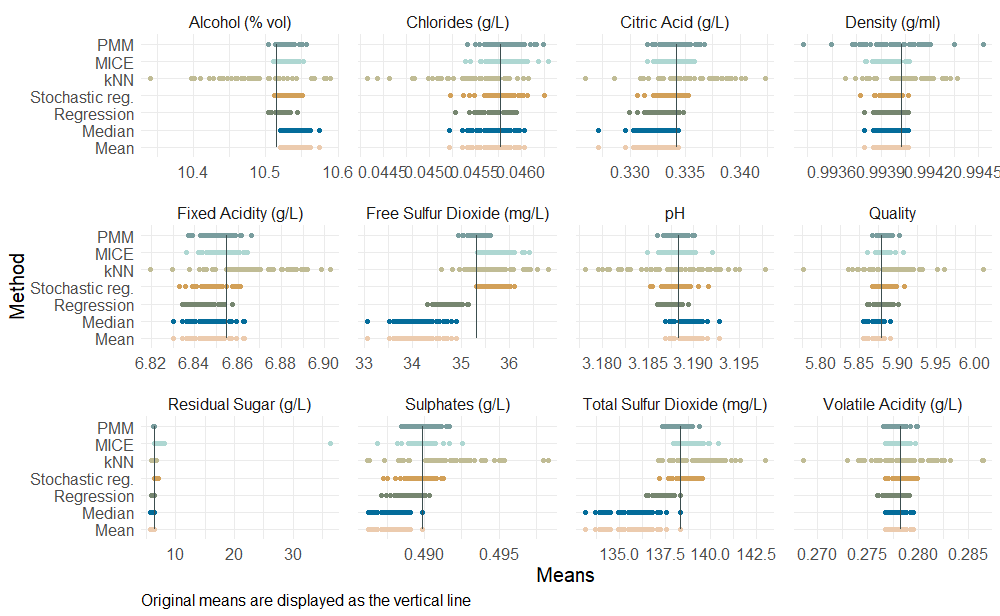 Alcohol (% vol) Chlorides (g/L) Citric Acid (g/L) Density (g/ml)
PMM
MICE
kNN
Stochastic reg.
Regression
Median
Mean
10.4 10.5 10.6 0.0445 0.0450 0.0455 0.0460 0.330 0.335 0.340 0.9936 0.9939 0.9942 0.9945
Fixed Acidity (g/L) Free Sulfur Dioxide (mg/L) pH Quality
PMM
MICE
kNN
Stochastic reg.
Regression
Median
Mean
6.82 6.84 6.86 6.88 6.90 33 34 35 36 3.180 3.185 3.190 3.195 5.80 5.85 5.90 5.95 6.00
Method
Residual Sugar (g/L) Sulphates (g/L) Total Sulfur Dioxide (mg/L) Volatile Acidity (g/L)
PMM
MICE
kNN
Stochastic reg.
Regression
Median
Mean
10 20 30 0.490 0.495 135.0 137.5 140.0 142.5 0.270 0.275 0.280 0.285
Means
Original means are displayed as the vertical line